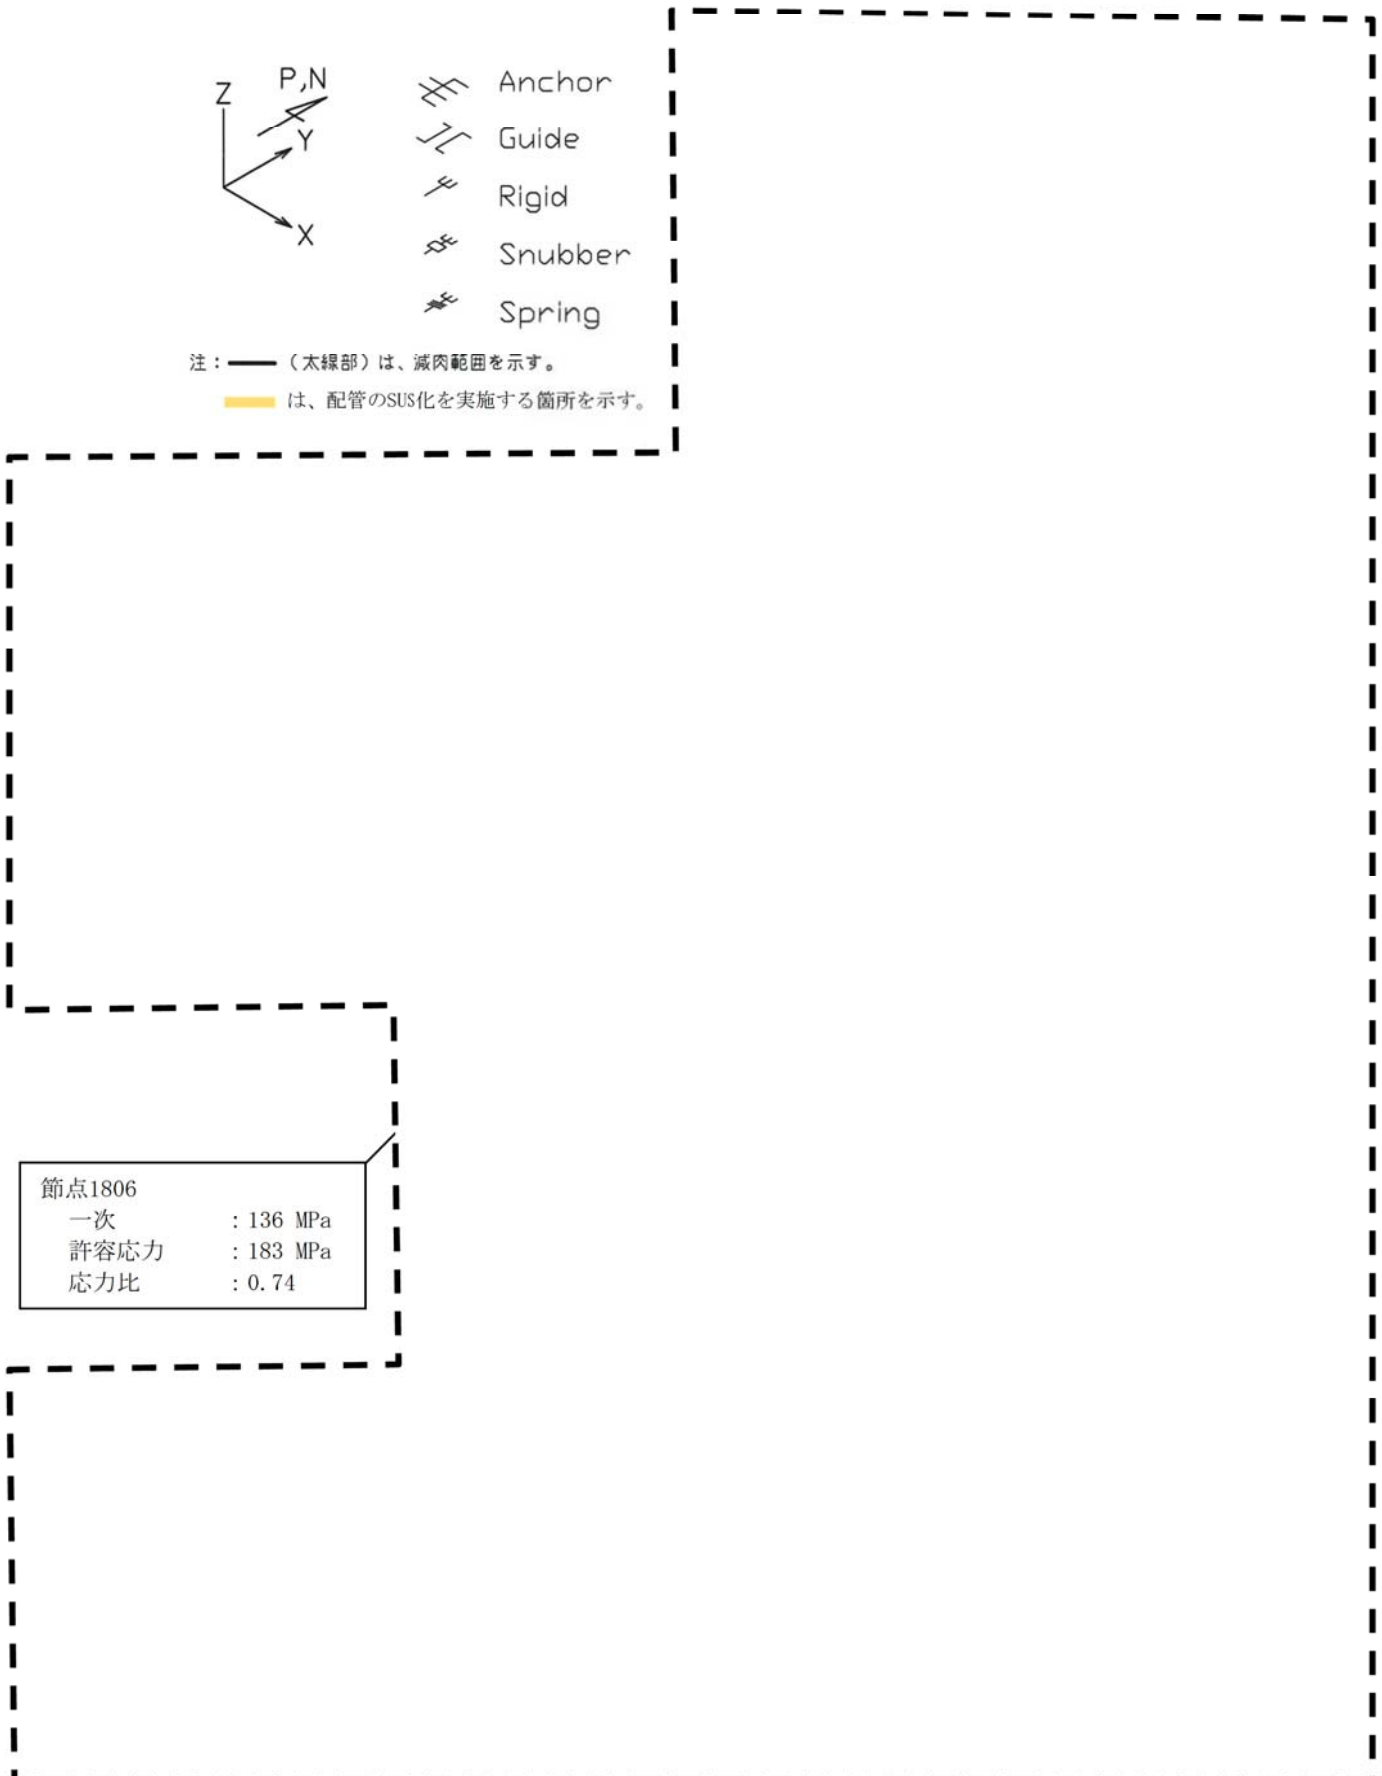 Z
P,N
Y
X
Anchor
Guide
Rigid
Snubber
Spring
注：（太線部）は、減肉範囲を示す。
は、配管のSUS化を実施する箇所を示す。
節点1806
一次 ：136 MPa
許容応力 ：183 MPa
応力比 ：0.74